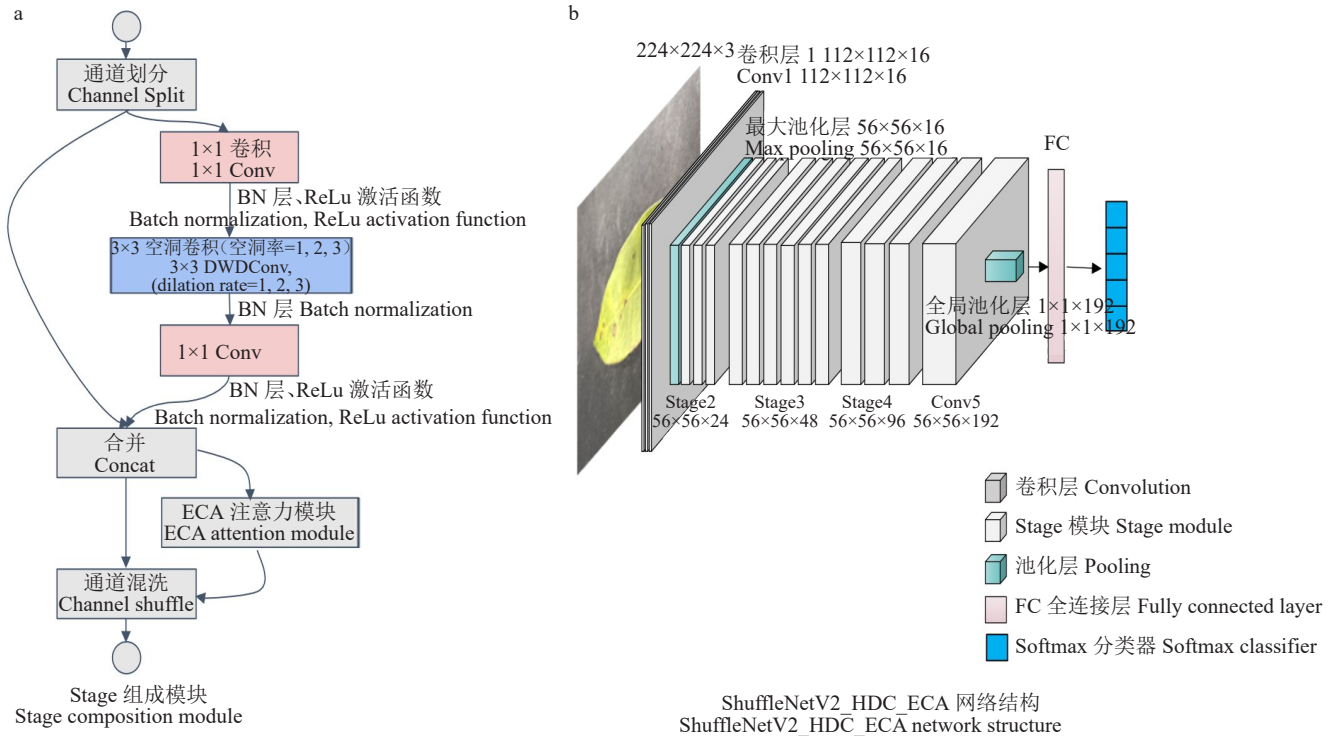 a
通道划分
Channel Split
1×1 卷积
1×1 Conv
BN 层、ReLu 激活函数
Batch normalization, ReLu activation function
3×3 空洞卷积(空洞率=1, 2, 3)
3×3 DWDConv,
(dilation rate=1, 2, 3)
BN 层 Batch normalization
1×1 Conv
BN 层、ReLu 激活函数
Batch normalization, ReLu activation function
合并
Concat
ECA 注意力模块
ECA attention module
通道混洗
Channel shuffle
Stage 组成模块
Stage composition module
b
224×224×3
卷积层 1 112×112×16
Conv1 112×112×16
最大池化层 56×56×16
Max pooling 56×56×16
FC
全局池化层 1×1×192
Global pooling 1×1×192
Stage2
56×56×24
Stage3
56×56×48
Stage4
56×56×96
Conv5
56×56×192
卷积层 Convolution
Stage 模块 Stage module
池化层 Pooling
FC 全连接层 Fully connected layer
Softmax 分类器 Softmax classifier
ShuffleNetV2_HDC_ECA 网络结构
ShuffleNetV2_HDC_ECA network structure